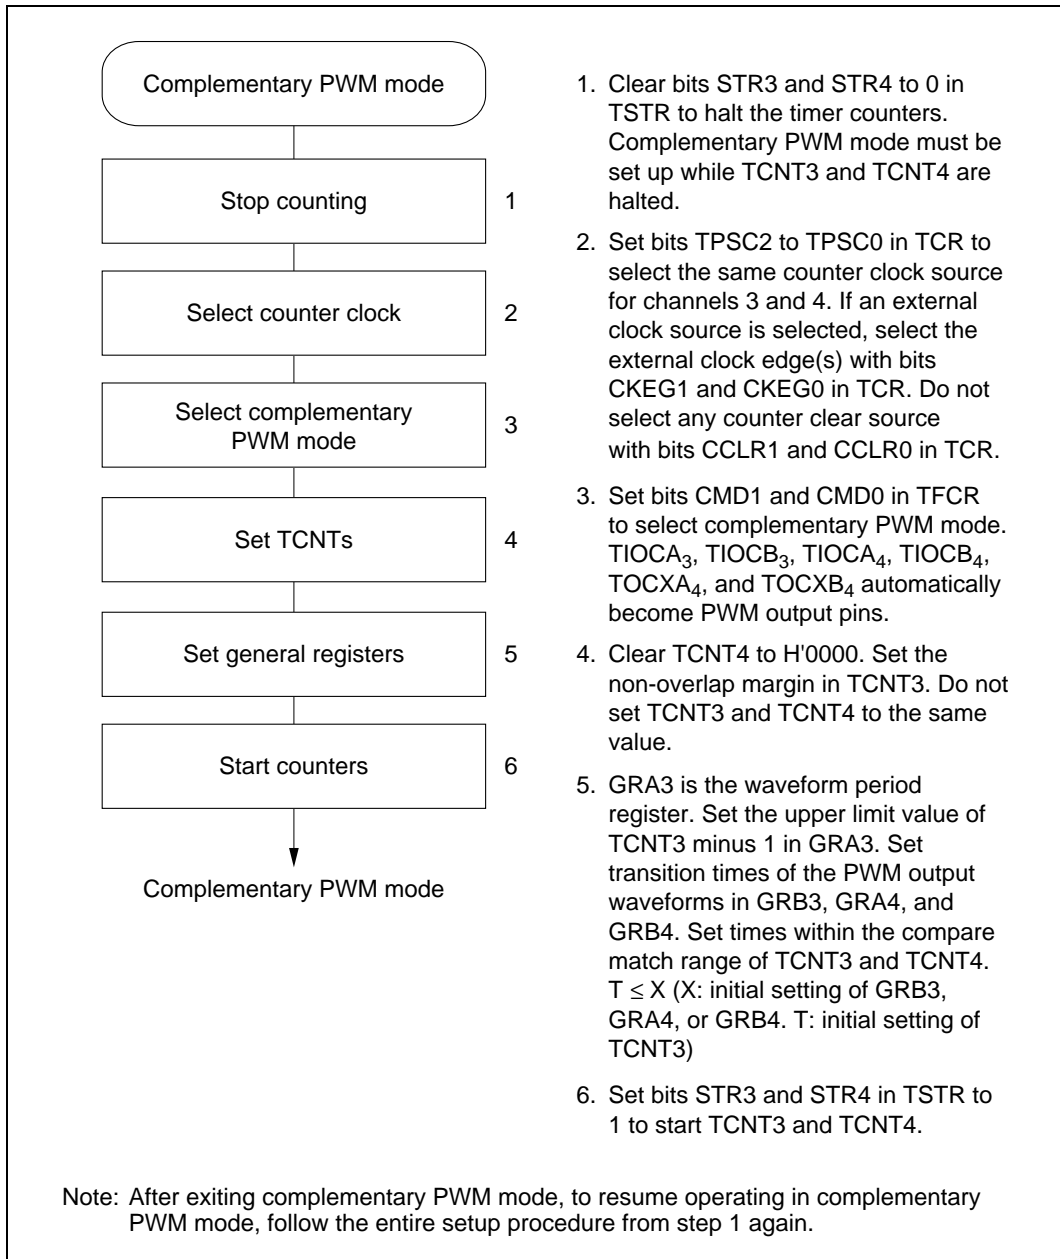 Complementary PWM mode
Stop counting
1
Select counter clock
2
Select complementary
PWM mode
3
Set TCNTs
4
Set general registers
5
Start counters
6
Complementary PWM mode
1. Clear bits STR3 and STR4 to 0 in
TSTR to halt the timer counters.
Complementary PWM mode must be
set up while TCNT3 and TCNT4 are
halted.
2. Set bits TPSC2 to TPSC0 in TCR to
select the same counter clock source
for channels 3 and 4. If an external
clock source is selected, select the
external clock edge(s) with bits
CKEG1 and CKEG0 in TCR. Do not
select any counter clear source
with bits CCLR1 and CCLR0 in TCR.
3. Set bits CMD1 and CMD0 in TFCR
to select complementary PWM mode.
TIOCA₃, TIOCB₃, TIOCA₄, TIOCB₄,
TOCXA₄, and TOCXB₄ automatically
become PWM output pins.
4. Clear TCNT4 to H'0000. Set the
non-overlap margin in TCNT3. Do not
set TCNT3 and TCNT4 to the same
value.
5. GRA3 is the waveform period
register. Set the upper limit value of
TCNT3 minus 1 in GRA3. Set
transition times of the PWM output
waveforms in GRB3, GRA4, and
GRB4. Set times within the compare
match range of TCNT3 and TCNT4.
T ≤ X (X: initial setting of GRB3,
GRA4, or GRB4. T: initial setting of
TCNT3)
6. Set bits STR3 and STR4 in TSTR to
1 to start TCNT3 and TCNT4.
Note: After exiting complementary PWM mode, to resume operating in complementary
PWM mode, follow the entire setup procedure from step 1 again.